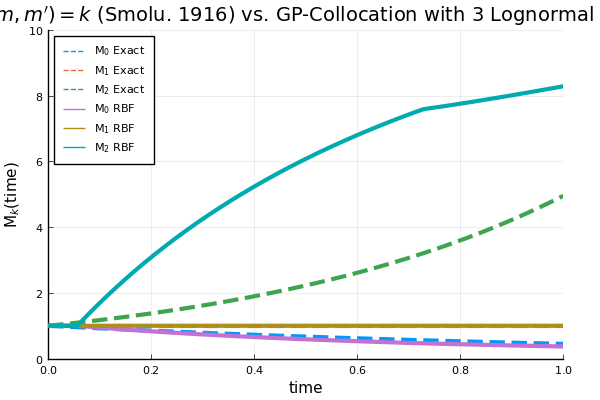 m, m′) = k (Smolu. 1916) vs. GP-Collocation with 3 Lognormal
10
8
6
4
2
0
M₀ Exact
M₁ Exact
M₂ Exact
M₀ RBF
M₁ RBF
M₂ RBF
Mₖ(time)
0.0 0.2 0.4 0.6 0.8 1.0
time